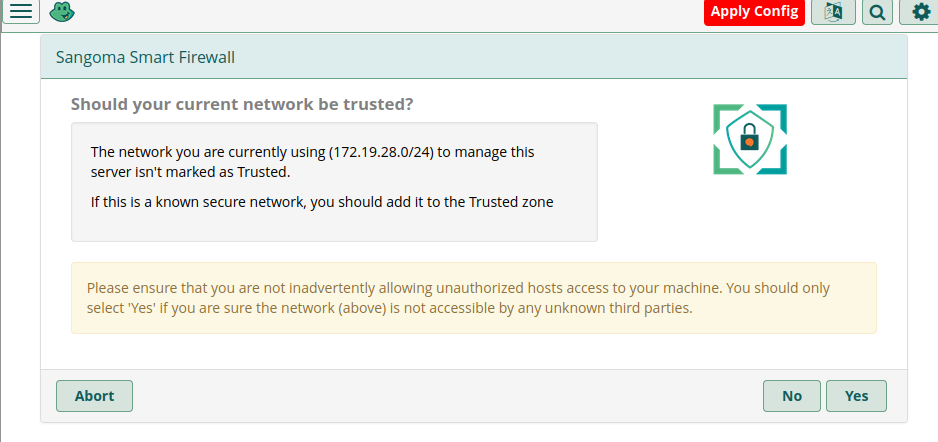 Apply Config
Sangoma Smart Firewall
Should your current network be trusted?
The network you are currently using (172.19.28.0/24) to manage this
server isn't marked as Trusted.
If this is a known secure network, you should add it to the Trusted zone
Please ensure that you are not inadvertently allowing unauthorized hosts access to your machine. You should only
select 'Yes' if you are sure the network (above) is not accessible by any unknown third parties.
Abort
No
Yes